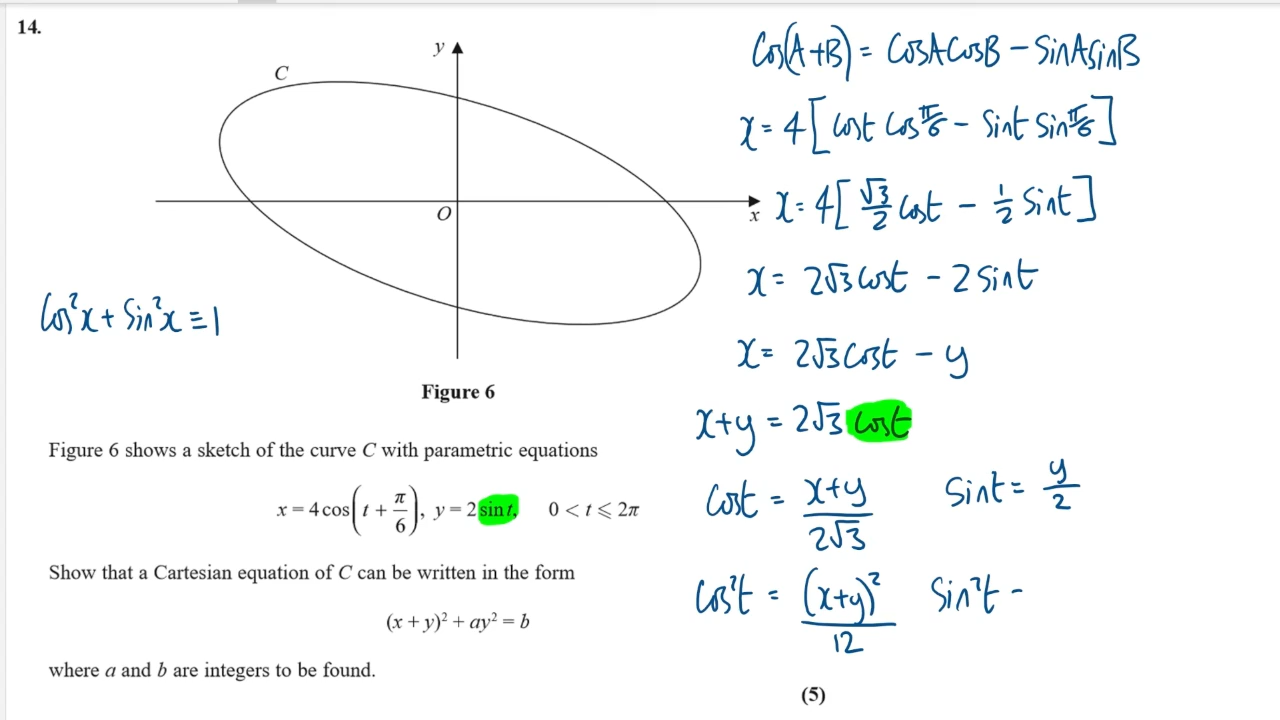 14.
y
C
O
x
Figure 6
Figure 6 shows a sketch of the curve C with parametric equations
x = 4cos(t + π/6), y = 2 sin t, 0 < t ⩽ 2π
Show that a Cartesian equation of C can be written in the form
(x + y)² + ay² = b
where a and b are integers to be found.
(5)
Cos²x + Sin²x ≡ 1
Cos(A+B) = CosACosB − SinASinB
x = 4[Cost Cos π/6 − Sint Sin π/6]
x = 4[√3/2 Cost − 1/2 Sint]
x = 2√3 Cost − 2 Sint
x = 2√3 Cost − y
x+y = 2√3 Cost
Cost = (x+y)/(2√3) Sint = y/2
Cos²t = (x+y)²/12 Sin²t -